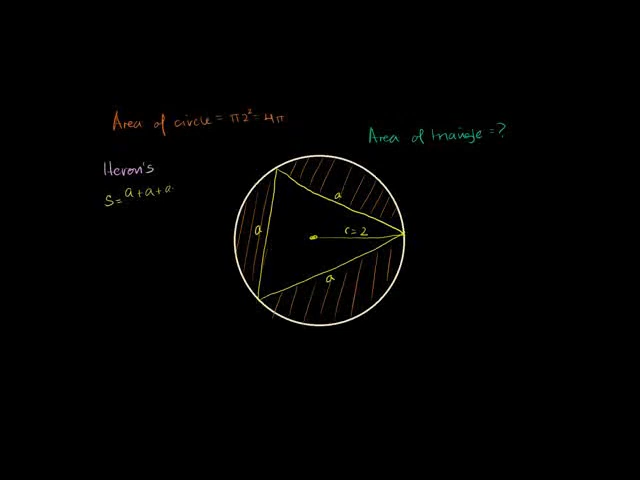 Area of circle = π2² = 4π
Area of triangle = ?
Heron's
S = a + a + a
a
a
r = 2
a